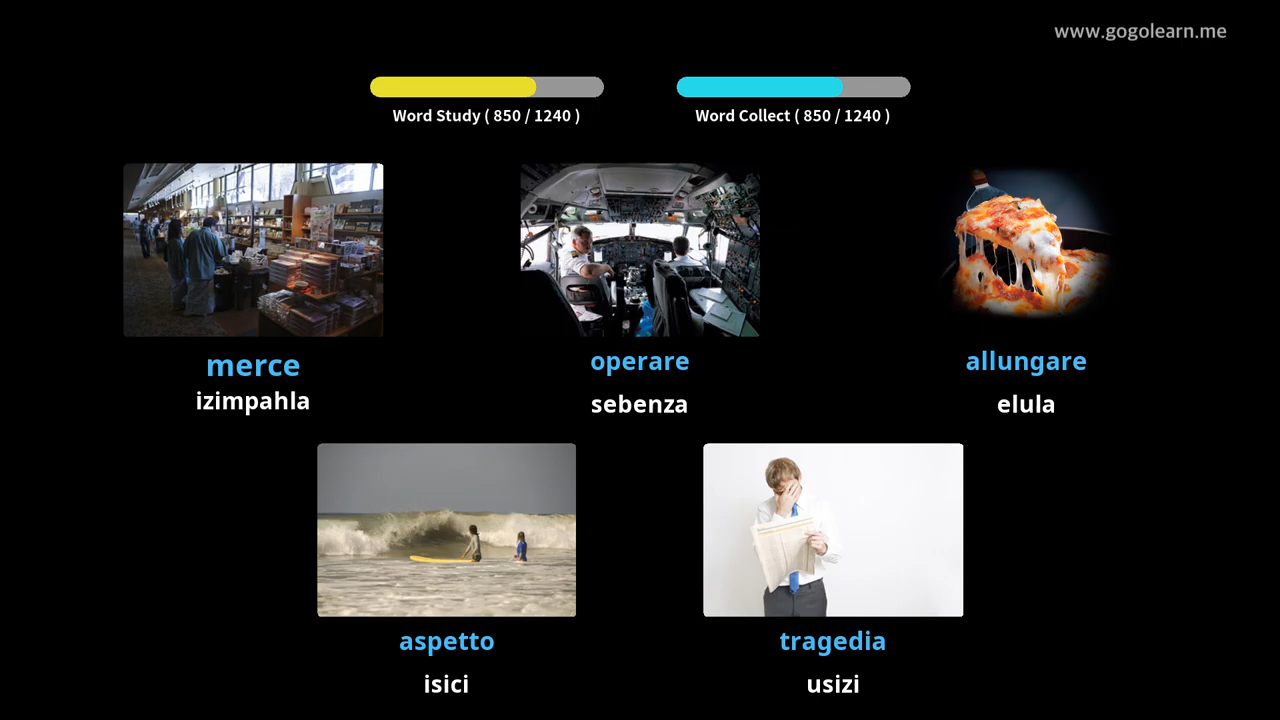 www.gogolearn.me
Word Study ( 850 / 1240 )
Word Collect ( 850 / 1240 )
merce
izimpahla
operare
sebenza
allungare
elula
aspetto
isici
tragedia
usizi